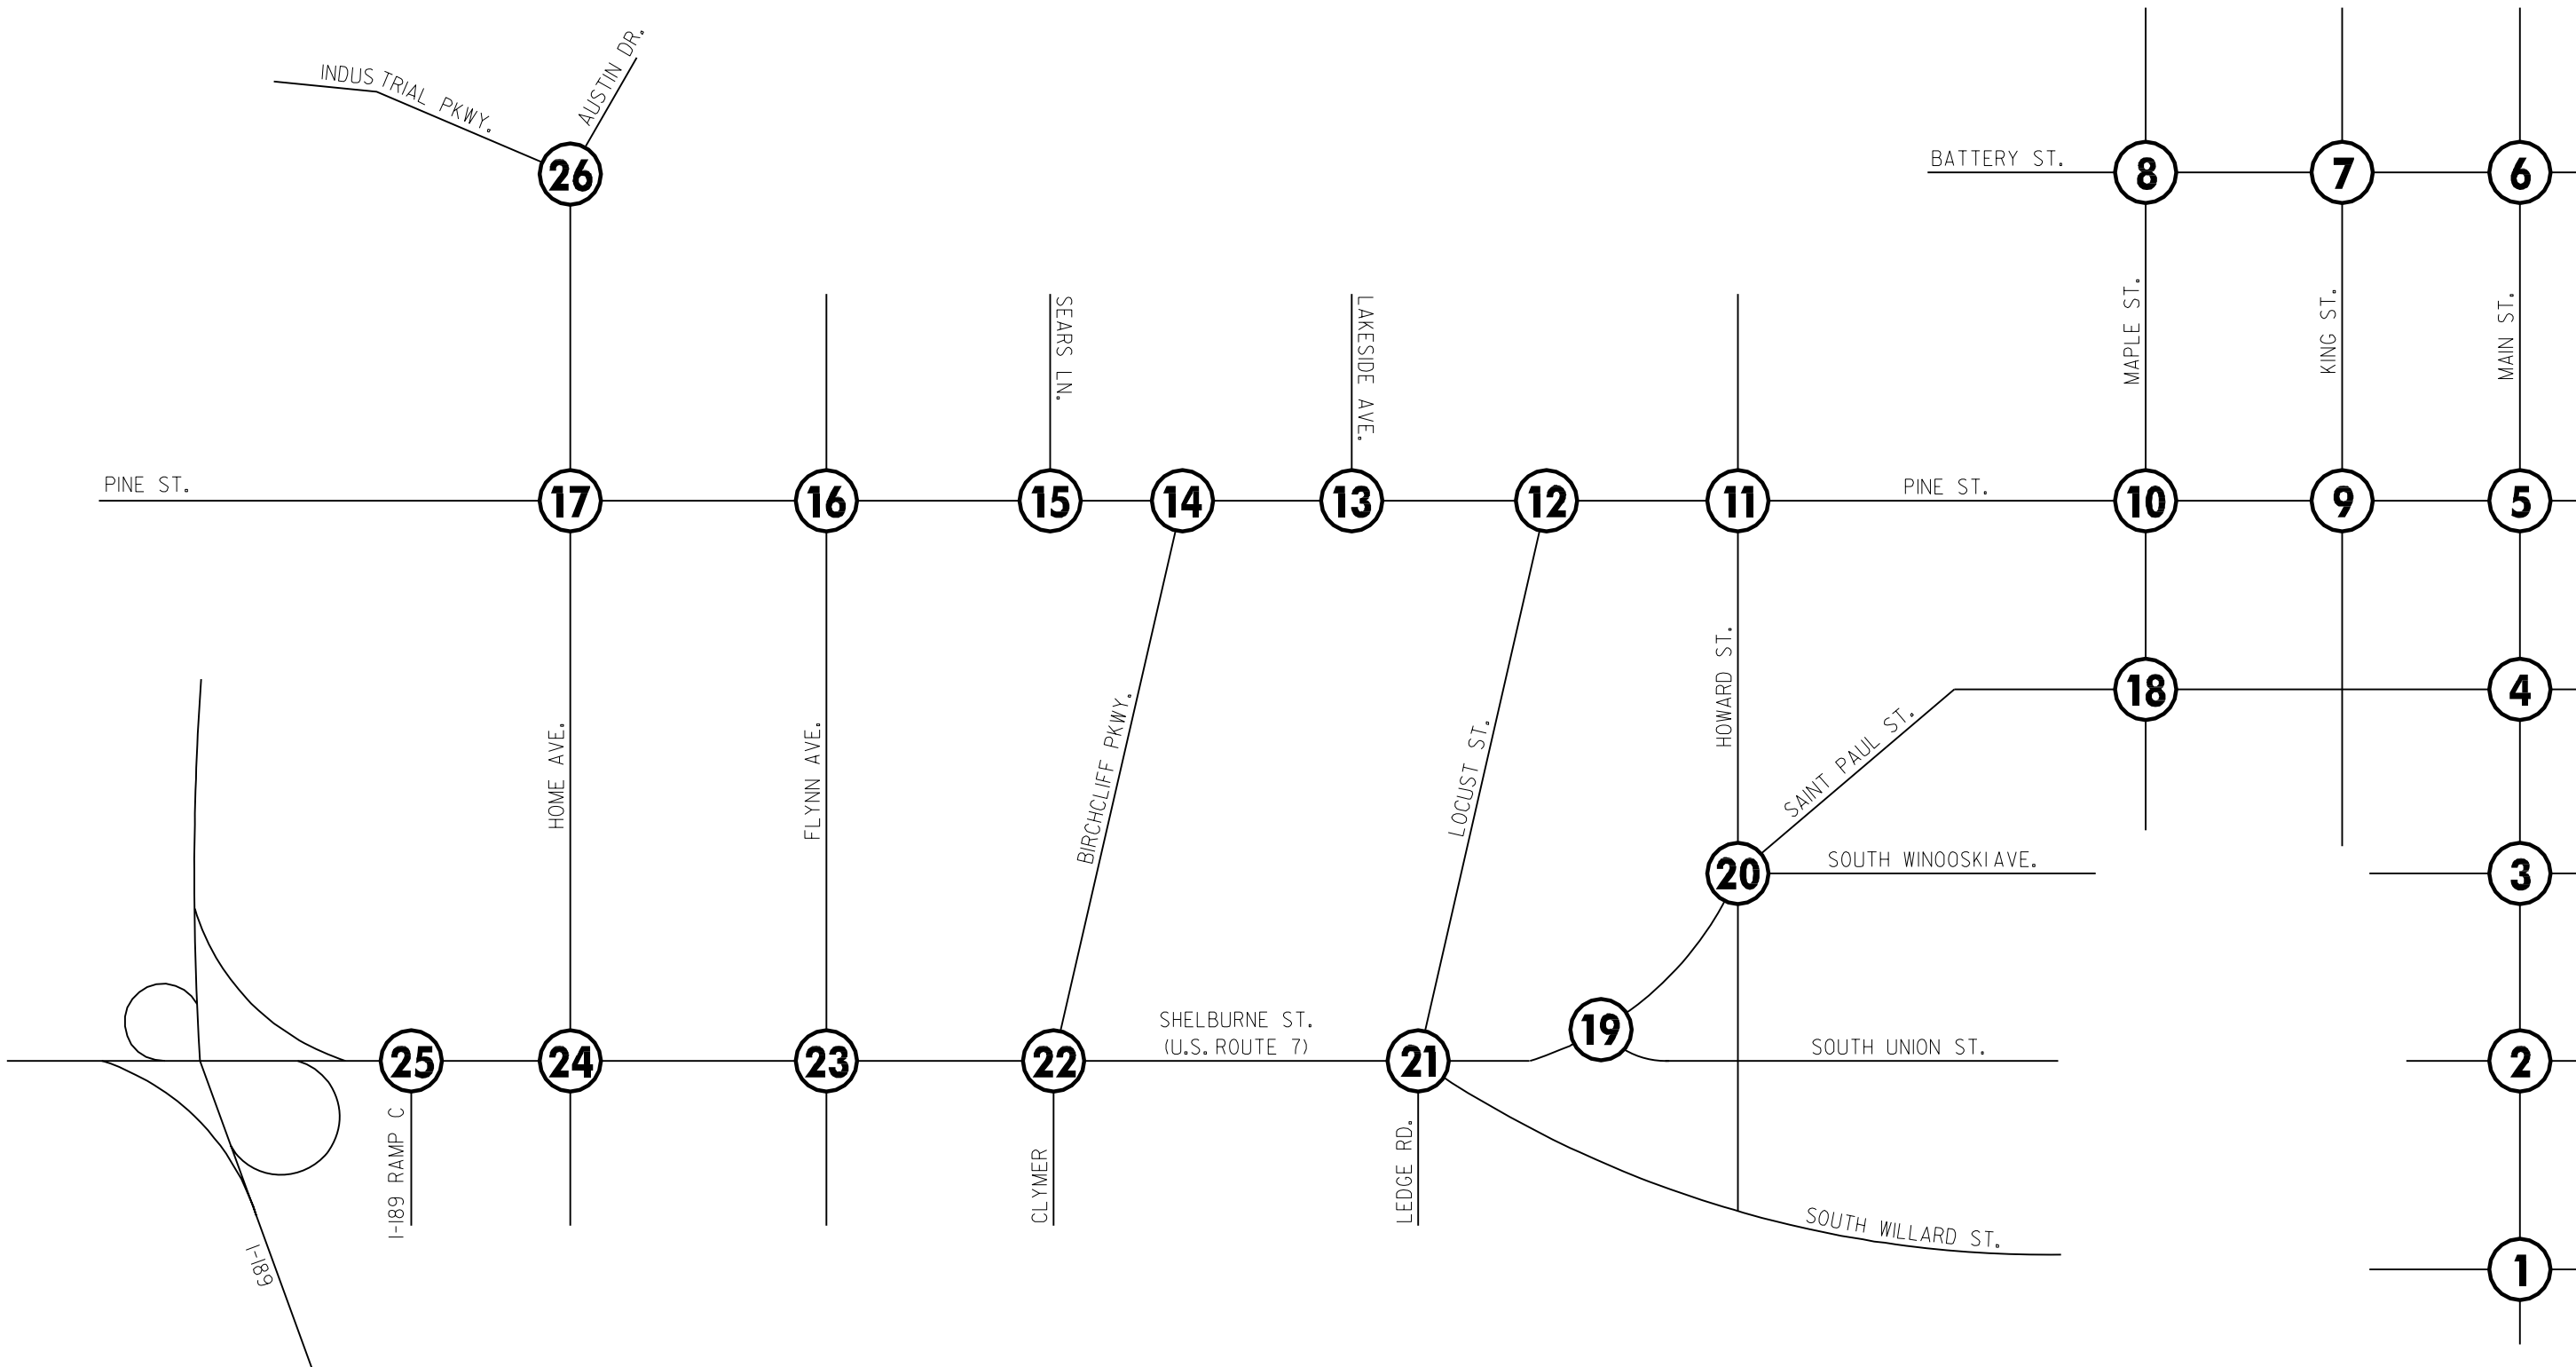 INDUSTRIAL PKWY.
AUSTIN DR.
26
BATTERY ST.
8
7
6
SEARS LN.
LAKESIDE AVE.
MAPLE ST.
KING ST.
MAIN ST.
PINE ST.
17
16
15
14
13
12
11
PINE ST.
10
9
5
HOME AVE.
FLYNN AVE.
BIRCHCLIFF PKWY.
LOCUST ST.
HOWARD ST.
SAINT PAUL ST.
18
4
20
SOUTH WINOOSKI AVE.
3
SHELBURNE ST.
(U.S. ROUTE 7)
19
SOUTH UNION ST.
25
24
23
22
21
2
I-189 RAMP C
CLYMER
LEDGE RD.
SOUTH WILLARD ST.
I-189
1